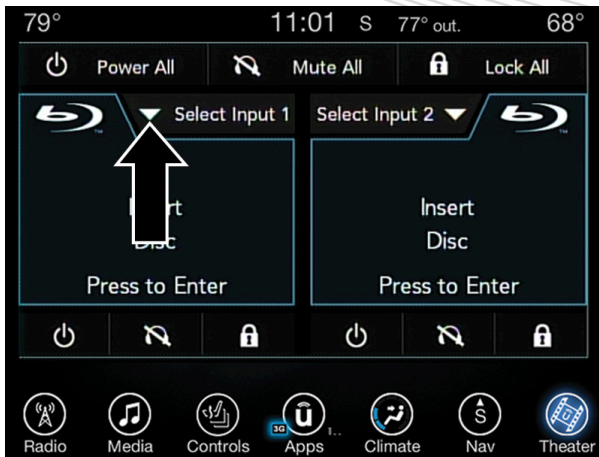 79° 11:01 S 77° out. 68°
Power All Mute All Lock All
Select Input 1 Select Input 2
Insert
Disc Disc
Press to Enter Press to Enter
3G û 1.. S
Radio Media Controls Apps Climate Nav Theater